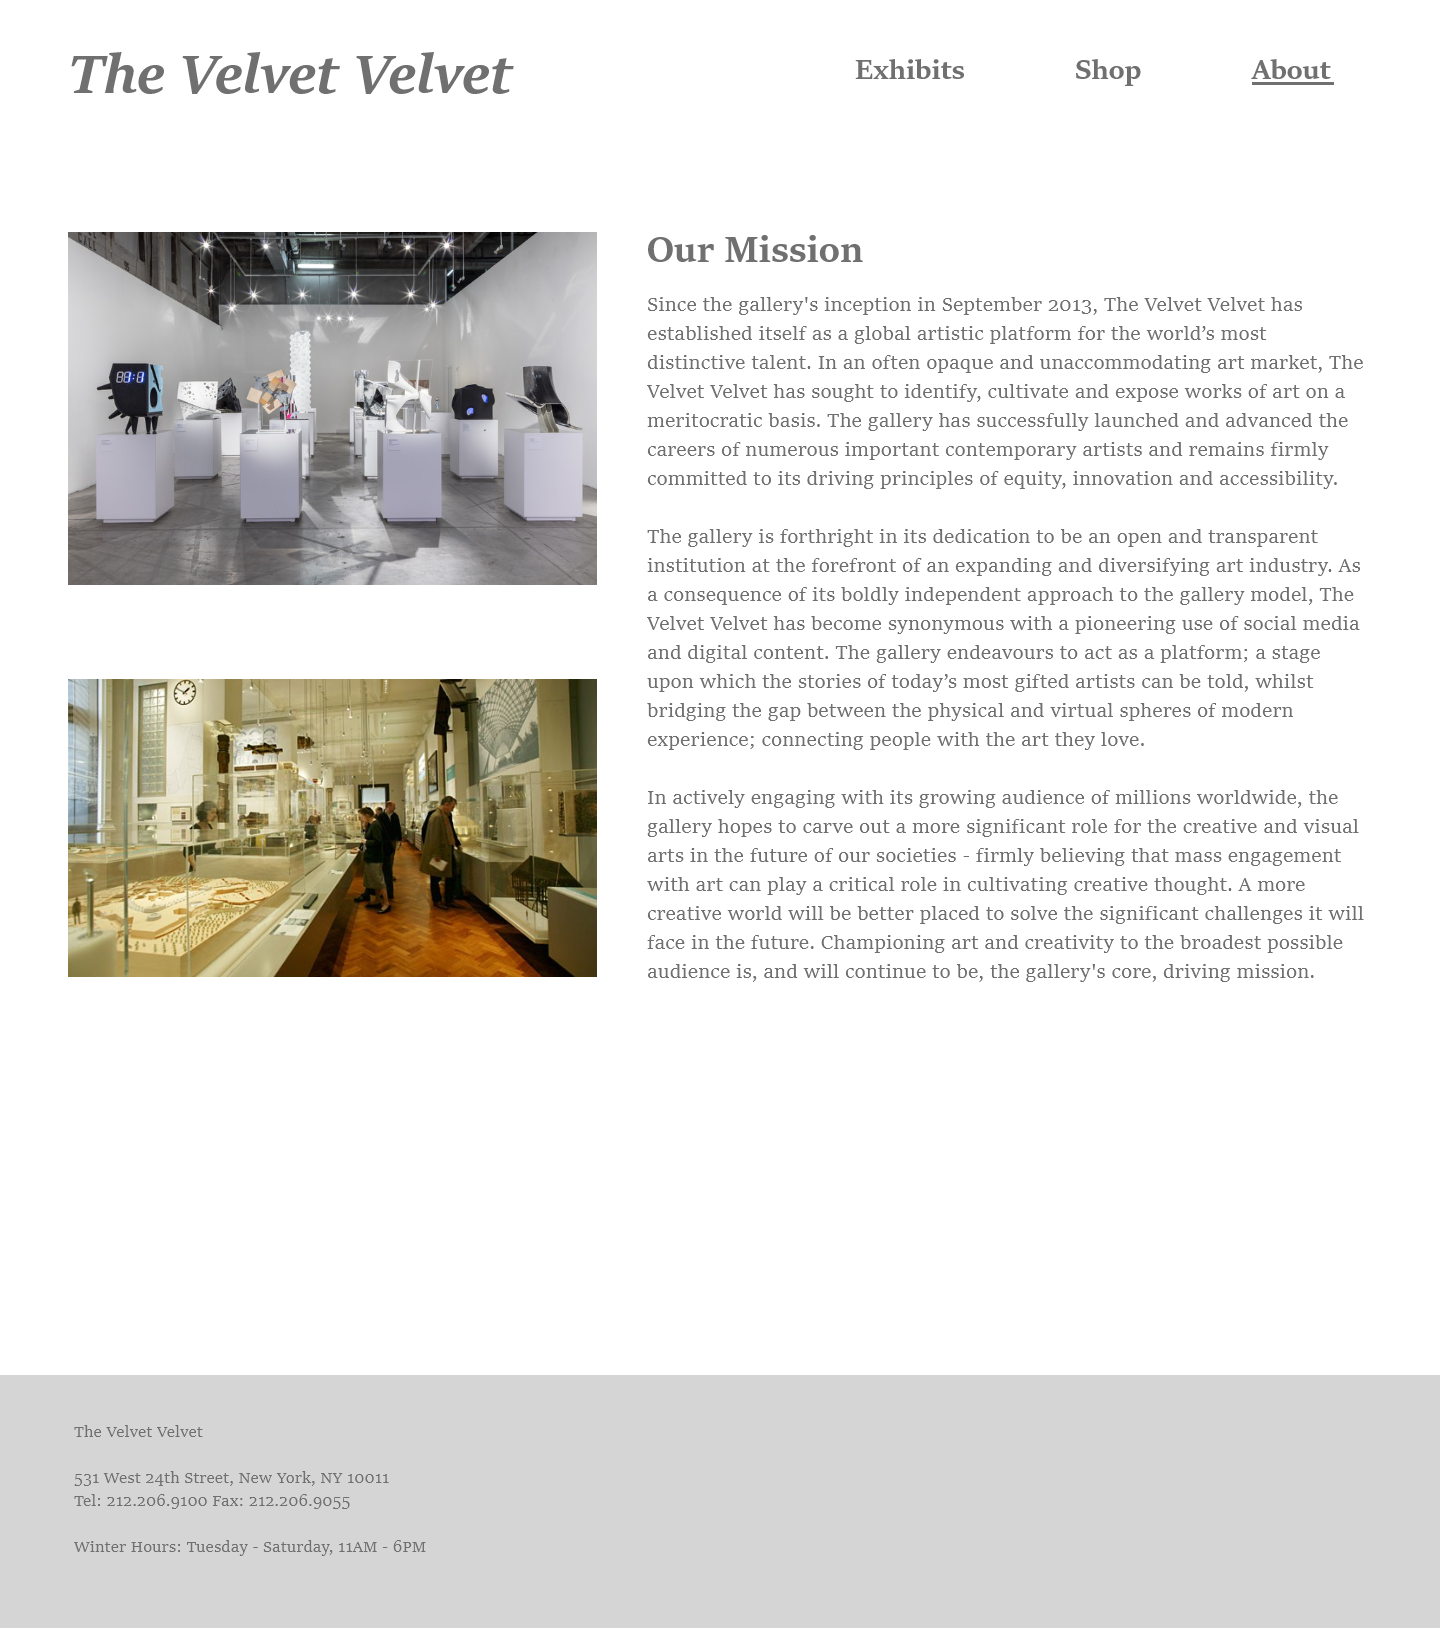 The Velvet Velvet
Exhibits Shop About
Our Mission
Since the gallery's inception in September 2013, The Velvet Velvet has
established itself as a global artistic platform for the world’s most
distinctive talent. In an often opaque and unaccommodating art market, The
Velvet Velvet has sought to identify, cultivate and expose works of art on a
meritocratic basis. The gallery has successfully launched and advanced the
careers of numerous important contemporary artists and remains firmly
committed to its driving principles of equity, innovation and accessibility.
The gallery is forthright in its dedication to be an open and transparent
institution at the forefront of an expanding and diversifying art industry. As
a consequence of its boldly independent approach to the gallery model, The
Velvet Velvet has become synonymous with a pioneering use of social media
and digital content. The gallery endeavours to act as a platform; a stage
upon which the stories of today’s most gifted artists can be told, whilst
bridging the gap between the physical and virtual spheres of modern
experience; connecting people with the art they love.
In actively engaging with its growing audience of millions worldwide, the
gallery hopes to carve out a more significant role for the creative and visual
arts in the future of our societies - firmly believing that mass engagement
with art can play a critical role in cultivating creative thought. A more
creative world will be better placed to solve the significant challenges it will
face in the future. Championing art and creativity to the broadest possible
audience is, and will continue to be, the gallery's core, driving mission.
The Velvet Velvet
531 West 24th Street, New York, NY 10011
Tel: 212.206.9100 Fax: 212.206.9055
Winter Hours: Tuesday - Saturday, 11AM - 6PM